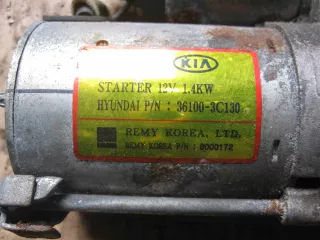 KIA
STARTER 12V 1.4KW
HYUNDAI P/N : 36100-3C130
REMY KOREA, LTD.
REMY KOREA P/N : 8000172